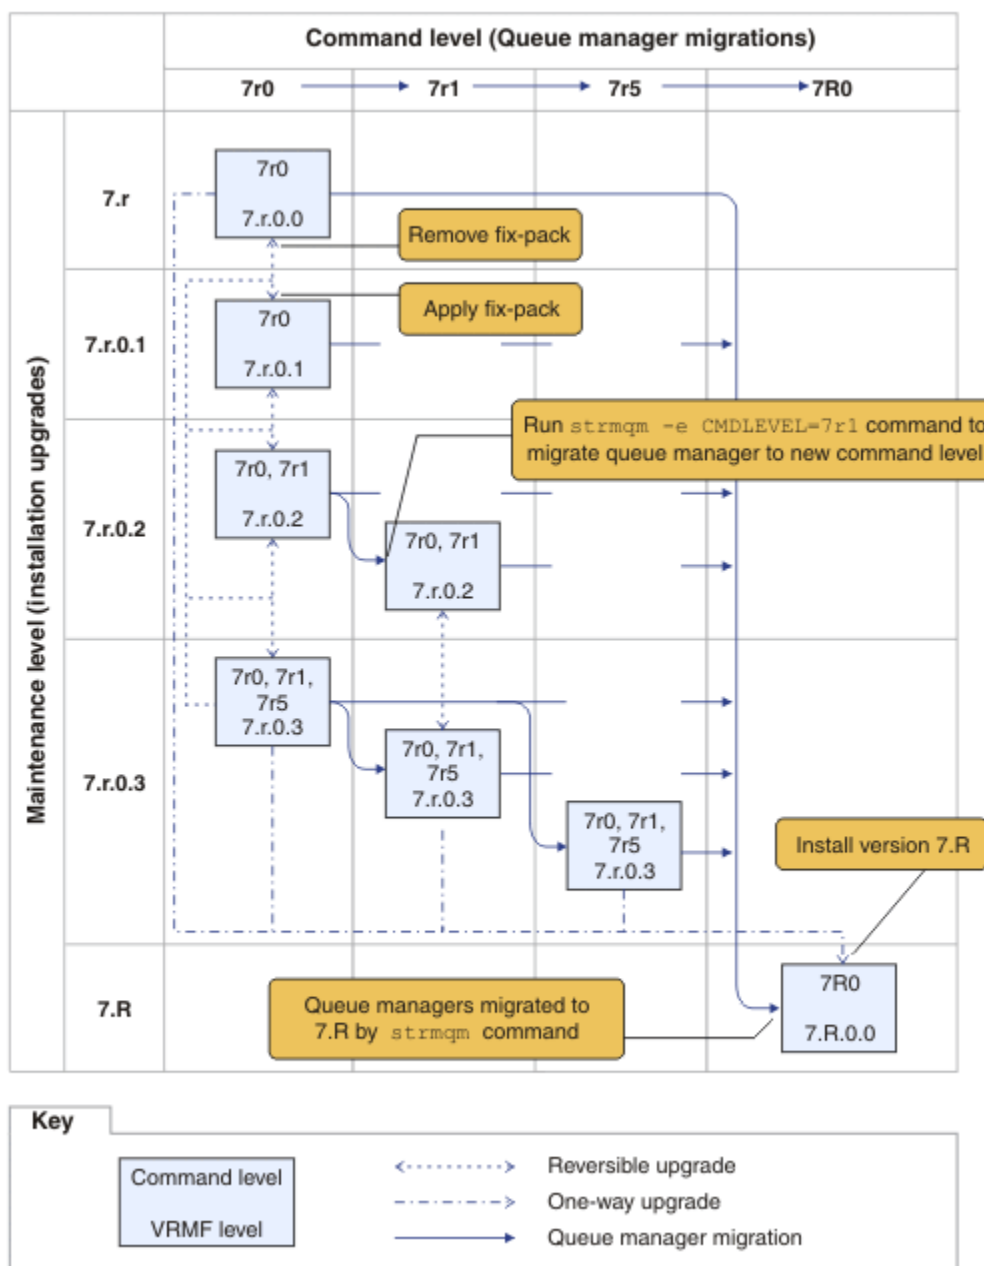 Command level (Queue manager migrations)
7r0
7r1
7r5
7R0
Maintenance level (installation upgrades)
7.r
7r0
7.r.0.0
Remove fix-pack
Apply fix-pack
7.r.0.1
7r0
7.r.0.1
Run strmqm -e CMDLEVEL=7r1 command to
migrate queue manager to new command level
7.r.0.2
7r0, 7r1
7.r.0.2
7r0, 7r1
7.r.0.2
7.r.0.3
7r0, 7r1,
7r5
7.r.0.3
7r0, 7r1,
7r5
7.r.0.3
7r0, 7r1,
7r5
7.r.0.3
Install version 7.R
7.R
Queue managers migrated to
7.R by strmqm command
7R0
7.R.0.0
Key
Command level
VRMF level
Reversible upgrade
One-way upgrade
Queue manager migration